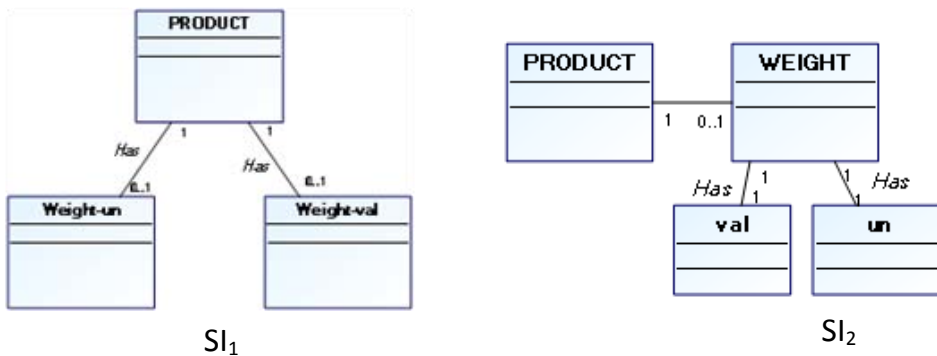 PRODUCT
1 1
Has Has
0..1 0..1
Weight-un Weight-val
SI1
PRODUCT WEIGHT
1 0..1
1 1
Has Has
1 1
val un
SI2